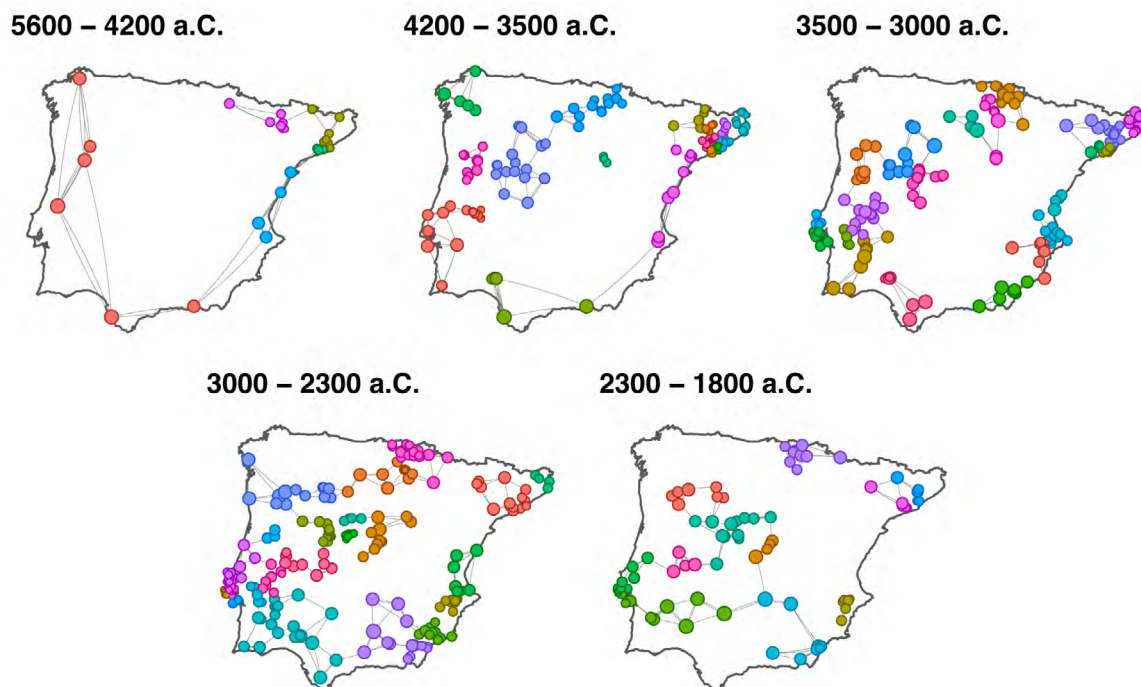 5600 – 4200 a.C.
4200 – 3500 a.C.
3500 – 3000 a.C.
3000 – 2300 a.C.
2300 – 1800 a.C.